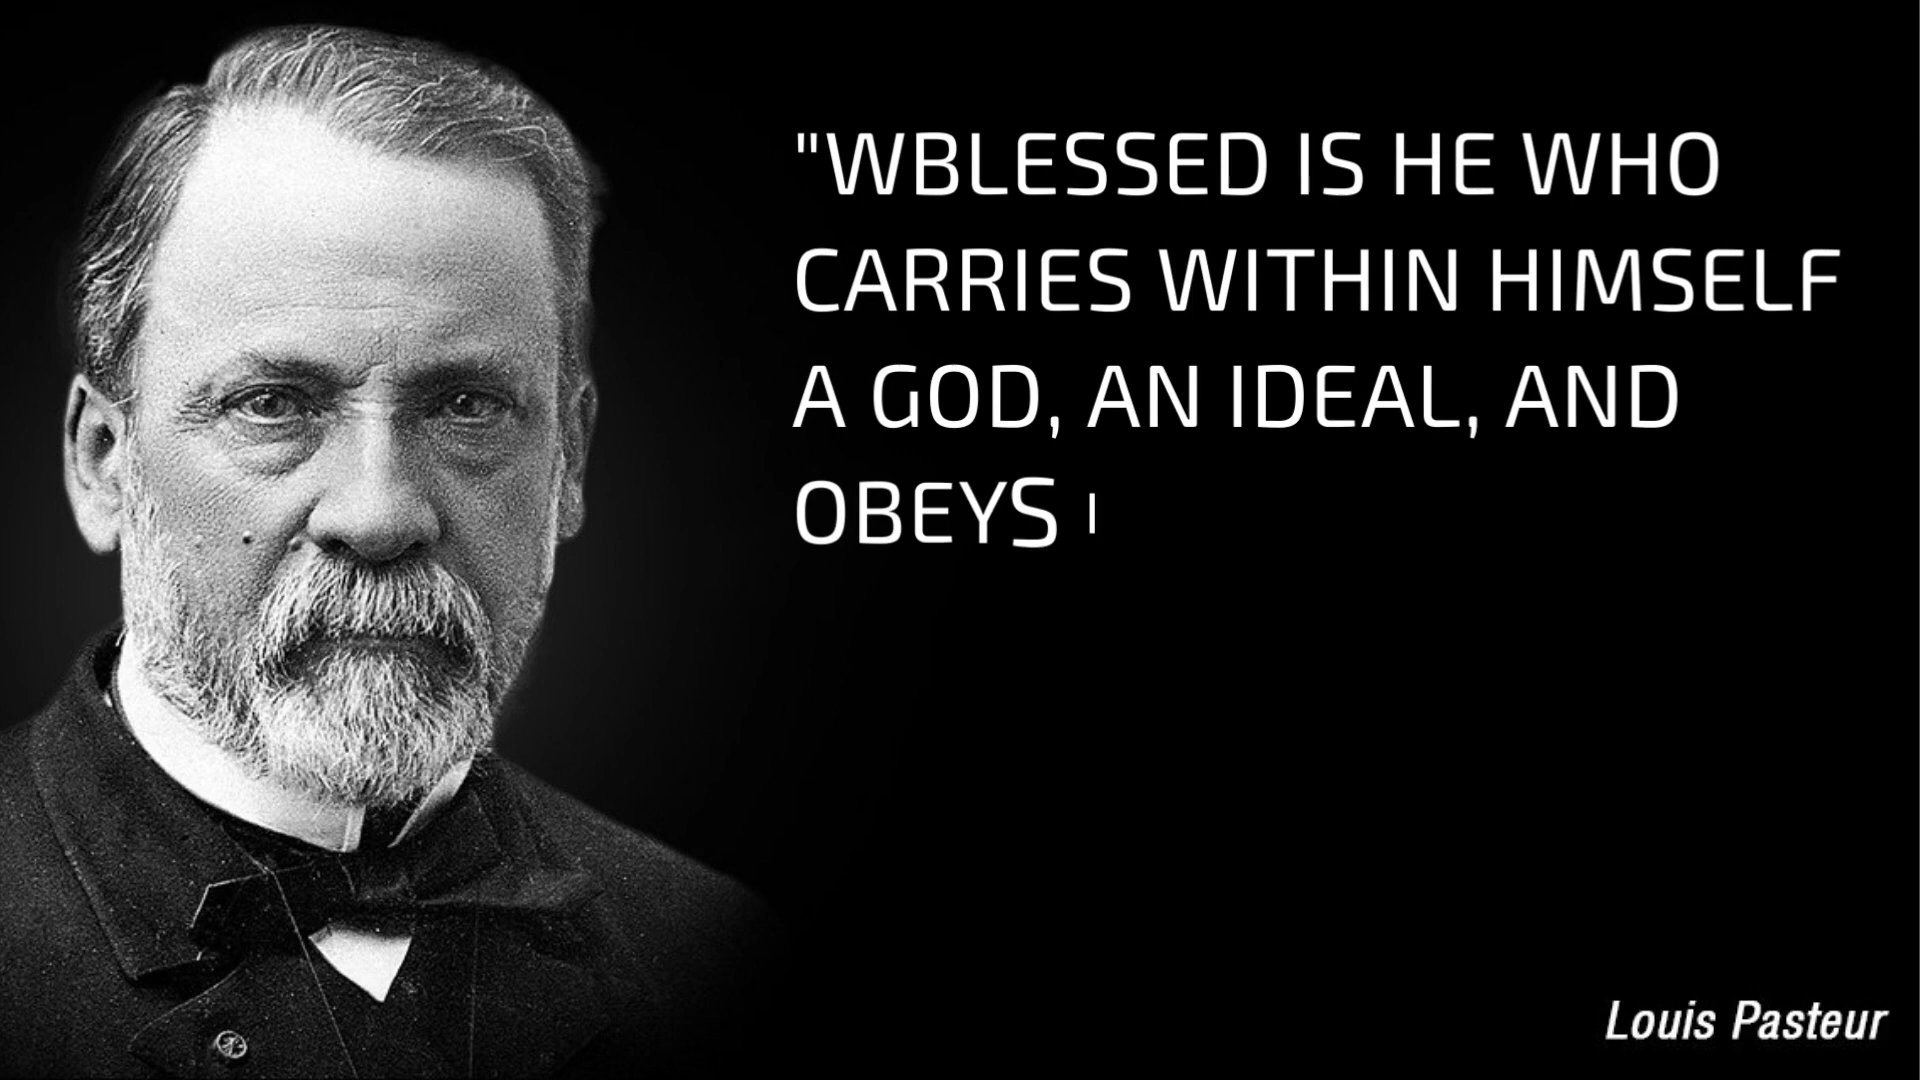 "WBLESSED IS HE WHO
CARRIES WITHIN HIMSELF
A GOD, AN IDEAL, AND
OBEYS I
Louis Pasteur